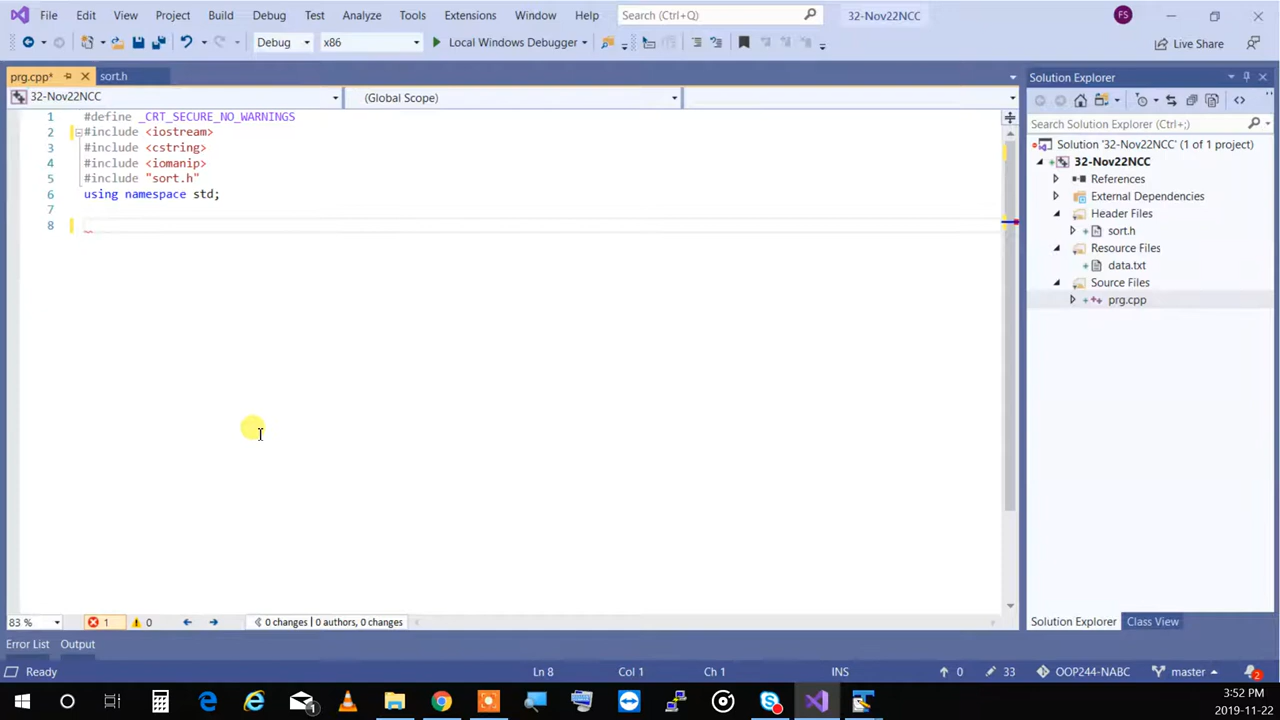 File Edit View Project Build Debug Test Analyze Tools Extensions Window Help Search (Ctrl+Q) 32-Nov22NCC FS
Debug x86 Local Windows Debugger Live Share
prg.cpp* sort.h
32-Nov22NCC (Global Scope)
1 #define _CRT_SECURE_NO_WARNINGS
2 #include <iostream>
3 #include <cstring>
4 #include <iomanip>
5 #include "sort.h"
6 using namespace std;
7
8
Solution Explorer
Search Solution Explorer (Ctrl+;)
Solution '32-Nov22NCC' (1 of 1 project)
32-Nov22NCC
References
External Dependencies
Header Files
sort.h
Resource Files
data.txt
Source Files
prg.cpp
83 % 1 0 0 changes | 0 authors, 0 changes
Solution Explorer Class View
Error List Output
Ready Ln 8 Col 1 Ch 1 INS 0 33 OOP244-NABC master 2
1
3:52 PM
2019-11-22